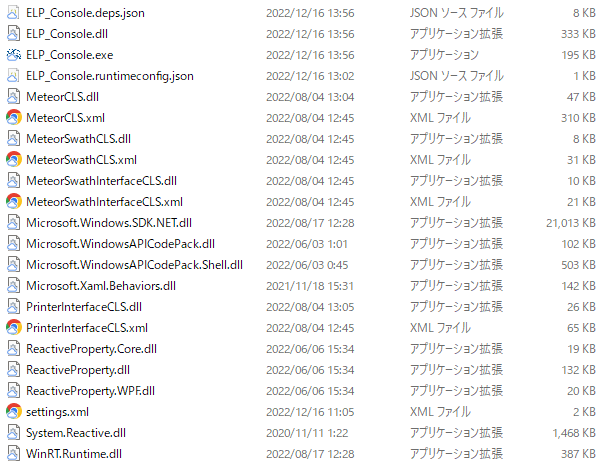 ELP_Console.deps.json 2022/12/16 13:56 JSON ソース ファイル 8 KB
ELP_Console.dll 2022/12/16 13:56 アプリケーション拡張 333 KB
ELP_Console.exe 2022/12/16 13:56 アプリケーション 195 KB
ELP_Console.runtimeconfig.json 2022/12/16 13:02 JSON ソース ファイル 1 KB
MeteorCLS.dll 2022/08/04 13:04 アプリケーション拡張 47 KB
MeteorCLS.xml 2022/08/04 12:45 XML ファイル 310 KB
MeteorSwathCLS.dll 2022/08/04 12:45 アプリケーション拡張 8 KB
MeteorSwathCLS.xml 2022/08/04 12:45 XML ファイル 31 KB
MeteorSwathInterfaceCLS.dll 2022/08/04 12:45 アプリケーション拡張 10 KB
MeteorSwathInterfaceCLS.xml 2022/08/04 12:45 XML ファイル 21 KB
Microsoft.Windows.SDK.NET.dll 2022/08/17 12:28 アプリケーション拡張 21,013 KB
Microsoft.WindowsAPICodePack.dll 2022/06/03 1:01 アプリケーション拡張 102 KB
Microsoft.WindowsAPICodePack.Shell.dll 2022/06/03 0:45 アプリケーション拡張 503 KB
Microsoft.Xaml.Behaviors.dll 2021/11/18 15:31 アプリケーション拡張 142 KB
PrinterInterfaceCLS.dll 2022/08/04 13:05 アプリケーション拡張 26 KB
PrinterInterfaceCLS.xml 2022/08/04 12:45 XML ファイル 65 KB
ReactiveProperty.Core.dll 2022/06/06 15:34 アプリケーション拡張 19 KB
ReactiveProperty.dll 2022/06/06 15:34 アプリケーション拡張 132 KB
ReactiveProperty.WPF.dll 2022/06/06 15:34 アプリケーション拡張 20 KB
settings.xml 2022/12/16 11:05 XML ファイル 2 KB
System.Reactive.dll 2020/11/11 1:22 アプリケーション拡張 1,468 KB
WinRT.Runtime.dll 2022/08/17 12:28 アプリケーション拡張 387 KB